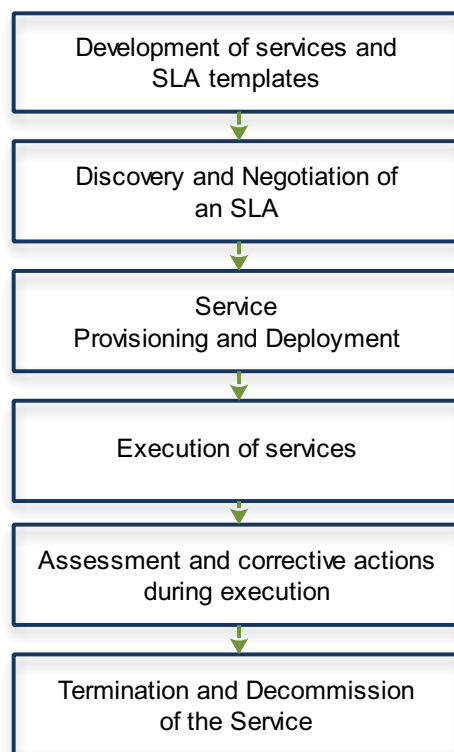 Development of services and
SLA templates
Discovery and Negotiation of
an SLA
Service
Provisioning and Deployment
Execution of services
Assessment and corrective actions
during execution
Termination and Decommission
of the Service